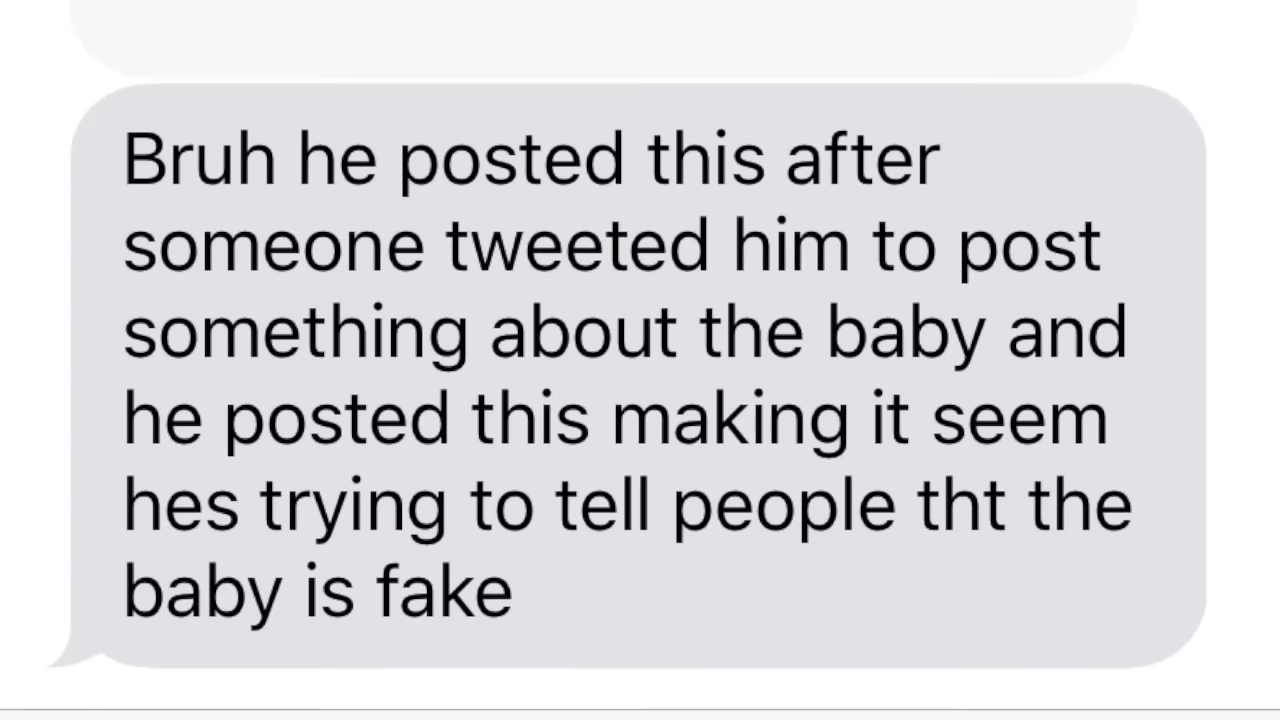 Bruh he posted this after
someone tweeted him to post
something about the baby and
he posted this making it seem
hes trying to tell people tht the
baby is fake